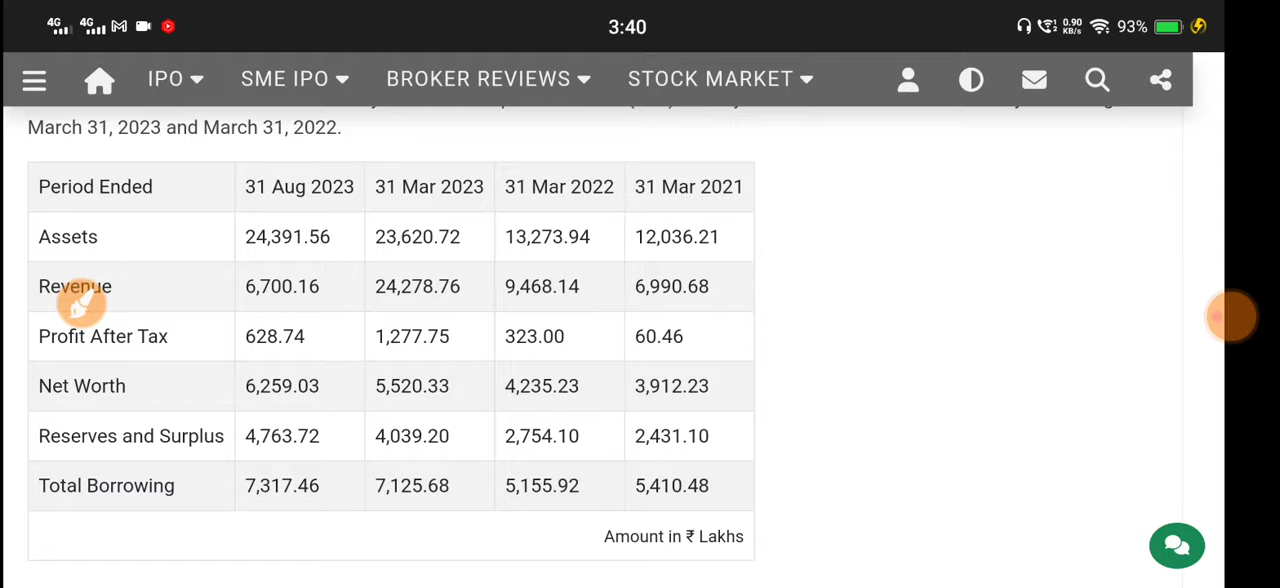 4G 4G 3:40 0.90 KB/s 93%
IPO SME IPO BROKER REVIEWS STOCK MARKET
March 31, 2023 and March 31, 2022.
Period Ended 31 Aug 2023 31 Mar 2023 31 Mar 2022 31 Mar 2021
Assets 24,391.56 23,620.72 13,273.94 12,036.21
Revenue 6,700.16 24,278.76 9,468.14 6,990.68
Profit After Tax 628.74 1,277.75 323.00 60.46
Net Worth 6,259.03 5,520.33 4,235.23 3,912.23
Reserves and Surplus 4,763.72 4,039.20 2,754.10 2,431.10
Total Borrowing 7,317.46 7,125.68 5,155.92 5,410.48
Amount in ₹ Lakhs